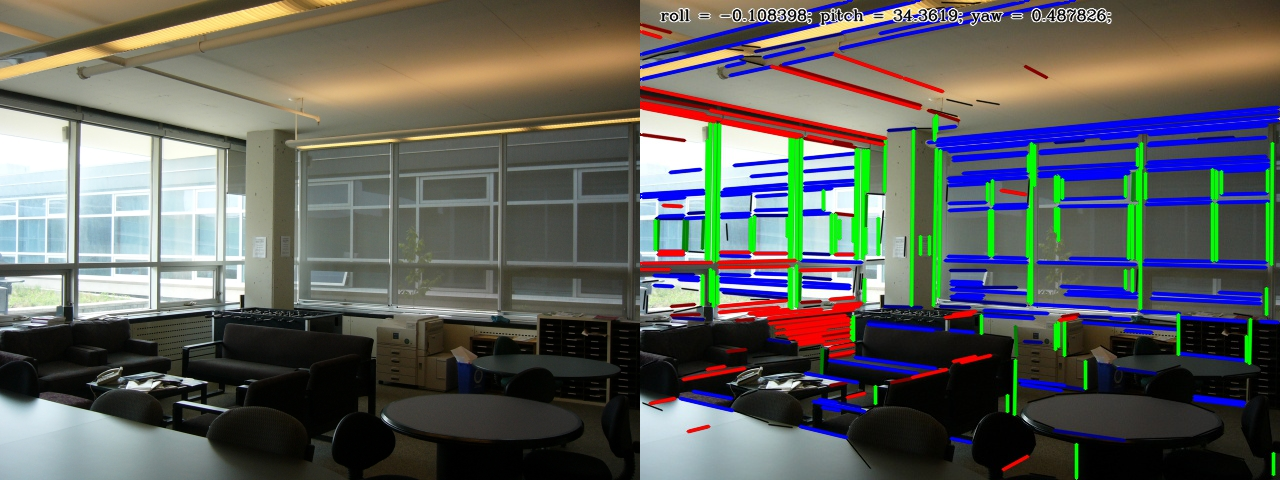 roll = -0.108398; pitch = 34.3619; yaw = 0.487826;